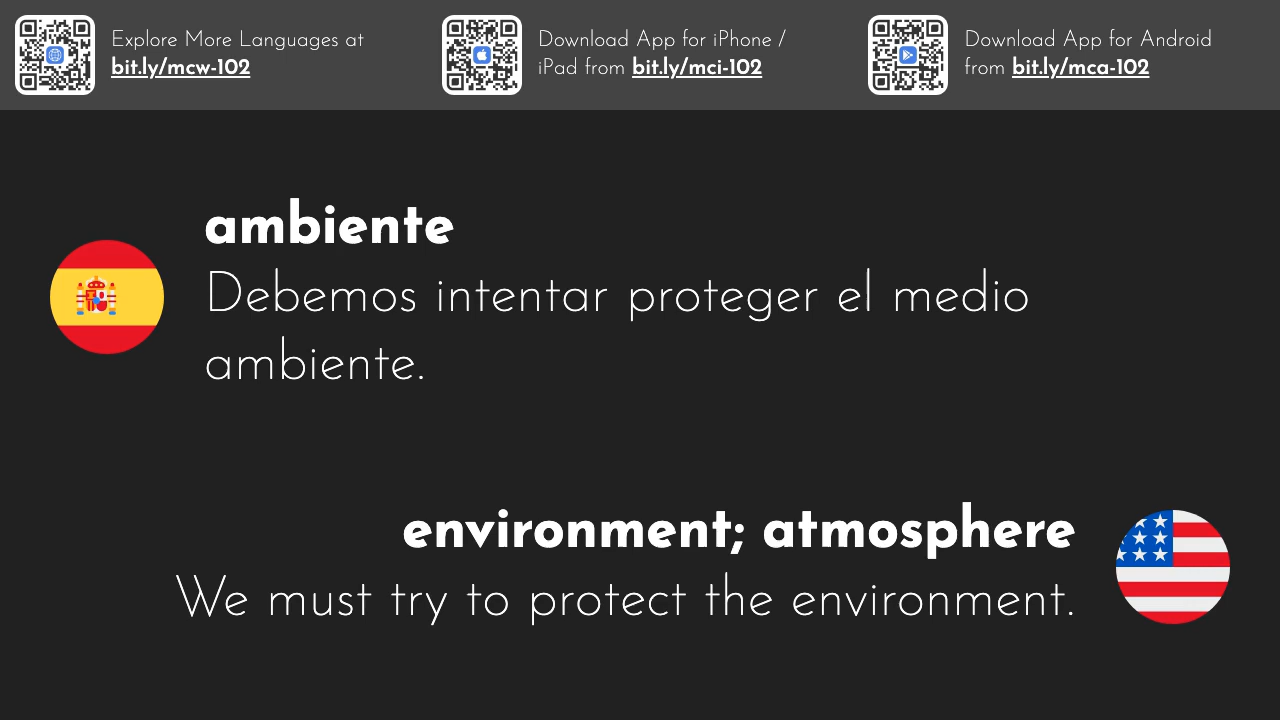 Explore More Languages at
bit.ly/mcw-102
Download App for iPhone /
iPad from bit.ly/mci-102
Download App for Android
from bit.ly/mca-102
ambiente
Debemos intentar proteger el medio
ambiente.
environment; atmosphere
We must try to protect the environment.